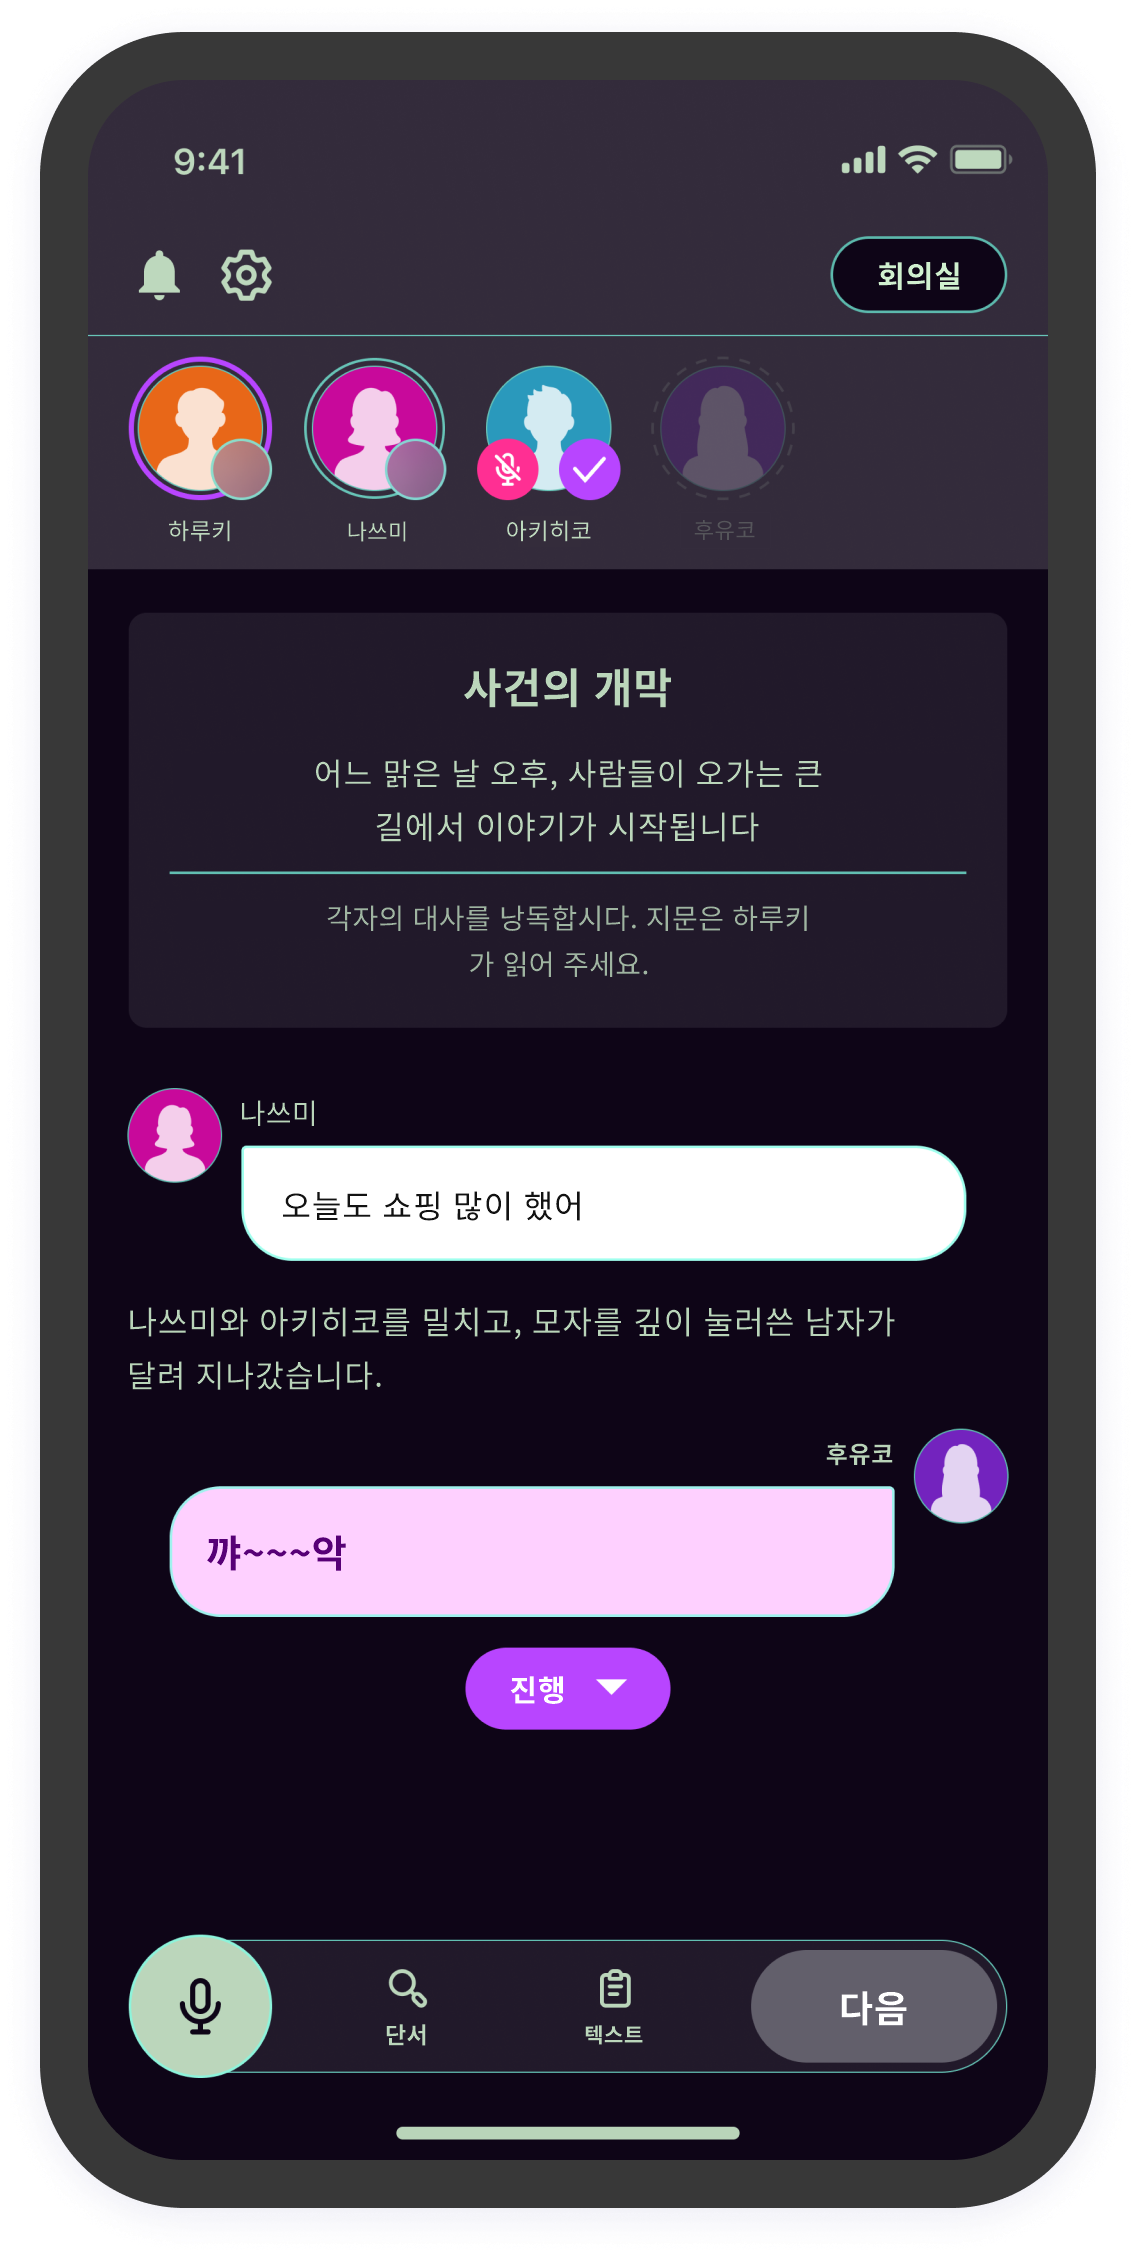 9:41
회의실
하루키
나쓰미
아키히코
후유코
사건의 개막
어느 맑은 날 오후, 사람들이 오가는 큰
길에서 이야기가 시작됩니다
각자의 대사를 낭독합시다. 지문은 하루키
가 읽어 주세요.
나쓰미
오늘도 쇼핑 많이 했어
나쓰미와 아키히코를 밀치고, 모자를 깊이 눌러쓴 남자가
달려 지나갔습니다.
후유코
꺄~~~악
진행
단서
텍스트
다음